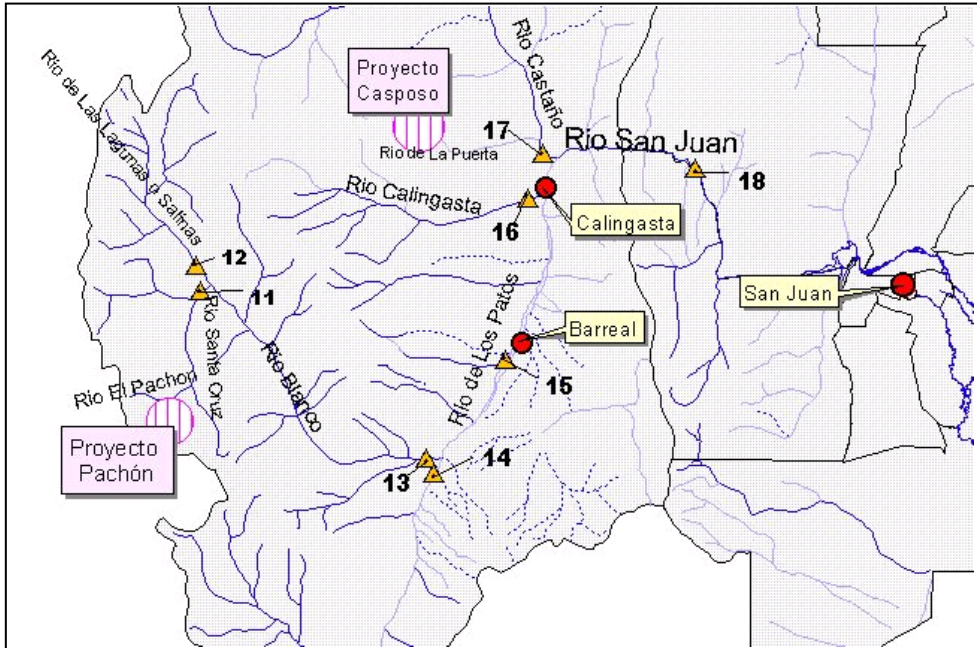 Río de Las Lagunas o Salinas
Proyecto
Casposo
Río Castaño
17
Río San Juan
Río de La Puerta
18
Río Calingasta
16
Calingasta
12
11
San Juan
Río Santa Cruz
Río Blanco
Río de Los Patos
Barreal
15
Río El Pachon
Proyecto
Pachón
13
14